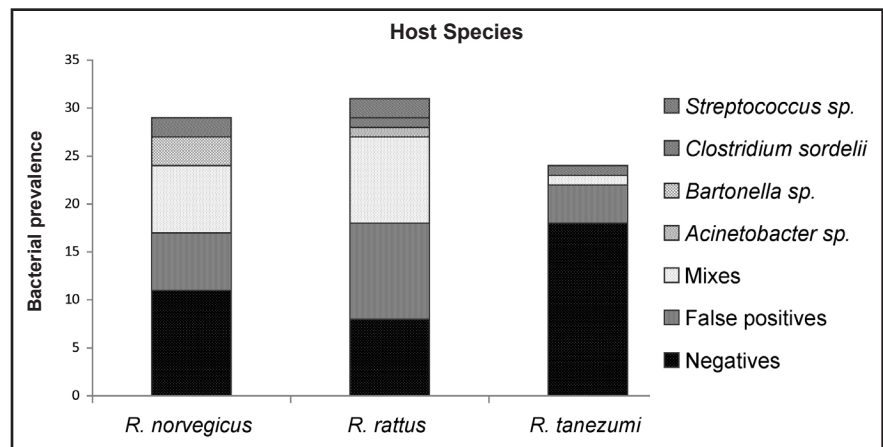 Host Species
35
30
25
20
15
10
5
0
Bacterial prevalence
R. norvegicus
R. rattus
R. tanezumi
Streptococcus sp.
Clostridium sordelii
Bartonella sp.
Acinetobacter sp.
Mixes
False positives
Negatives